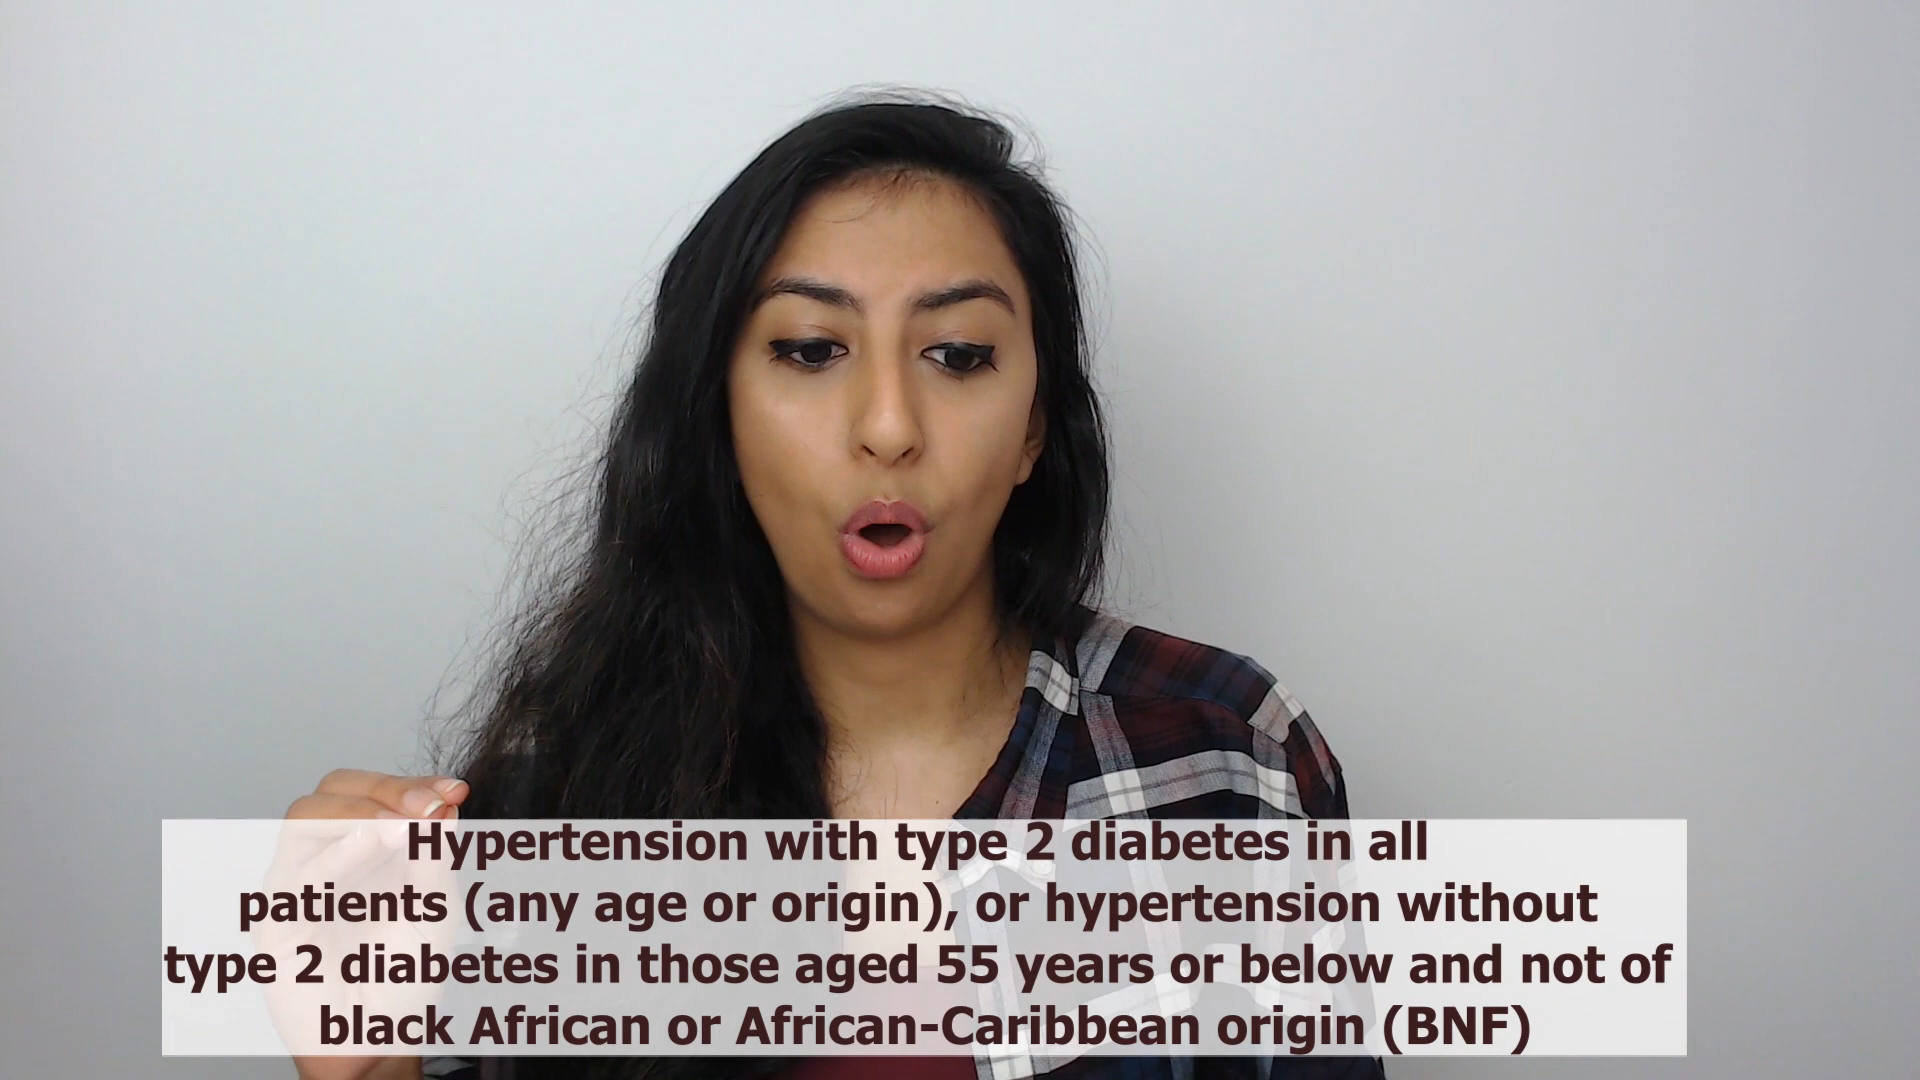 Hypertension with type 2 diabetes in all
patients (any age or origin), or hypertension without
type 2 diabetes in those aged 55 years or below and not of
black African or African-Caribbean origin (BNF)